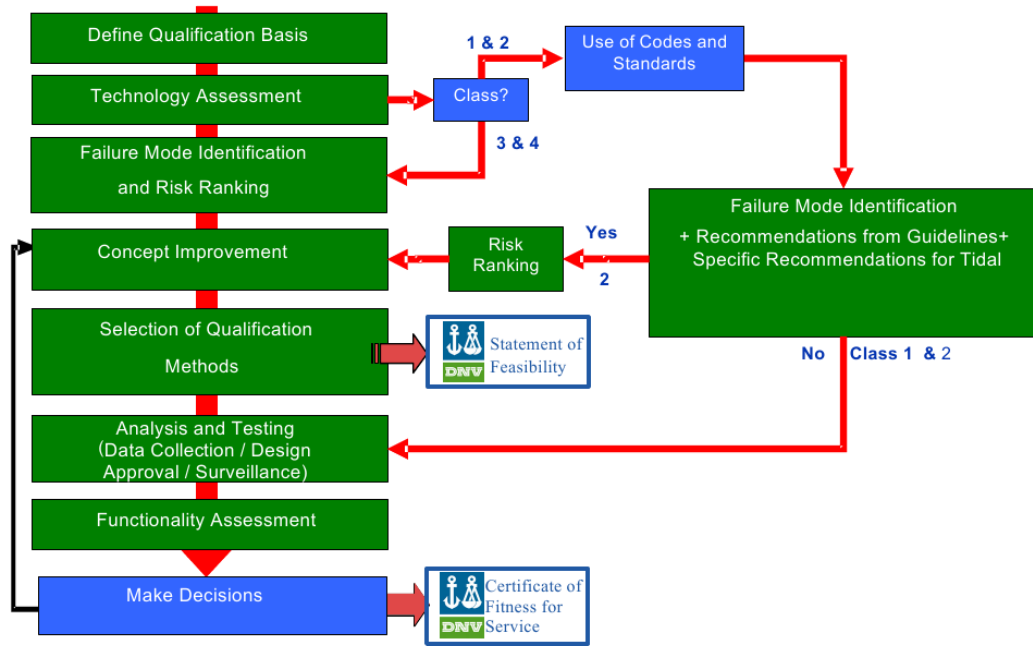 Define Qualification Basis
1 & 2
Use of Codes and
Standards
Technology Assessment
Class?
3 & 4
Failure Mode Identification
and Risk Ranking
Failure Mode Identification
+ Recommendations from Guidelines+
Specific Recommendations for Tidal
Concept Improvement
Risk
Ranking
Yes
2
Selection of Qualification
Methods
Statement of
Feasibility
DNV
No Class 1 & 2
Analysis and Testing
(Data Collection / Design
Approval / Surveillance)
Functionality Assessment
Make Decisions
Certificate of
Fitness for
Service
DNV